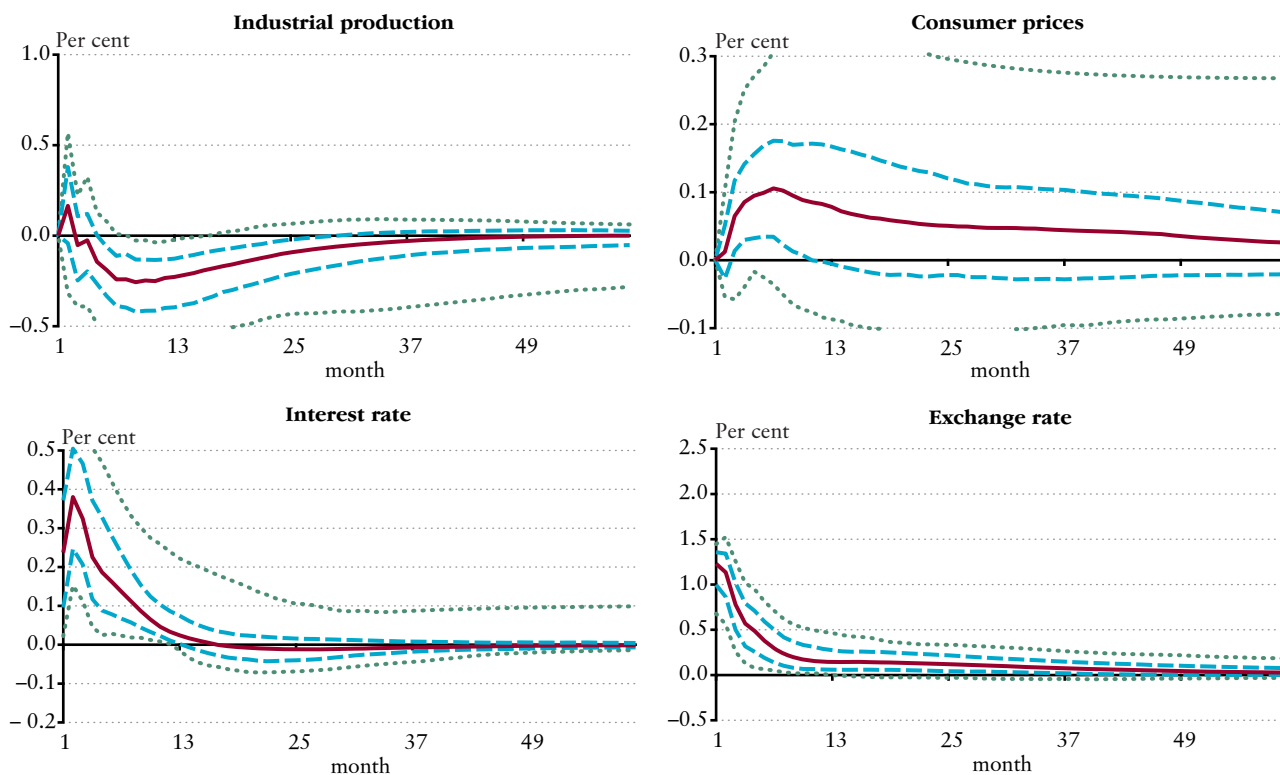 Industrial production
Per cent
1.0
0.5
0.0
–0.5
1 13 25 37 49
month
Consumer prices
Per cent
0.3
0.2
0.1
0.0
–0.1
1 13 25 37 49
month
Interest rate
Per cent
0.5
0.4
0.3
0.2
0.1
0.0
–0.1
– 0.2
1 13 25 37 49
month
Exchange rate
Per cent
2.5
2.0
1.5
1.0
0.5
0.0
–0.5
1 13 25 37 49
month